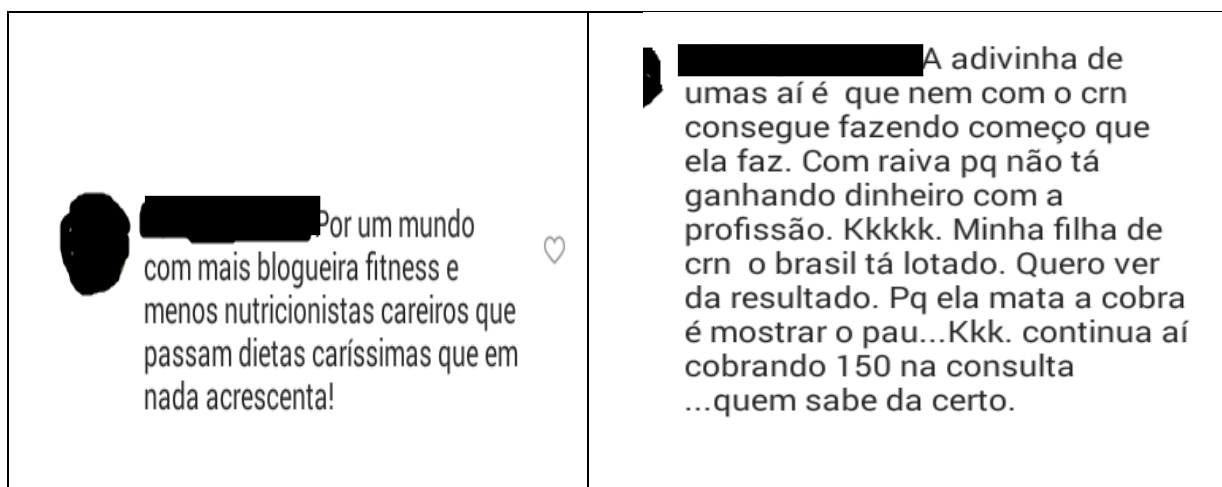 Por um mundo
com mais blogueira fitness e
menos nutricionistas careiros que
passam dietas caríssimas que em
nada acrescenta!
A adivinha de
umas aí é que nem com o crn
consegue fazendo começo que
ela faz. Com raiva pq não tá
ganhando dinheiro com a
profissão. Kkkkk. Minha filha de
crn o brasil tá lotado. Quero ver
da resultado. Pq ela mata a cobra
é mostrar o pau...Kkk. continua aí
cobrando 150 na consulta
...quem sabe da certo.